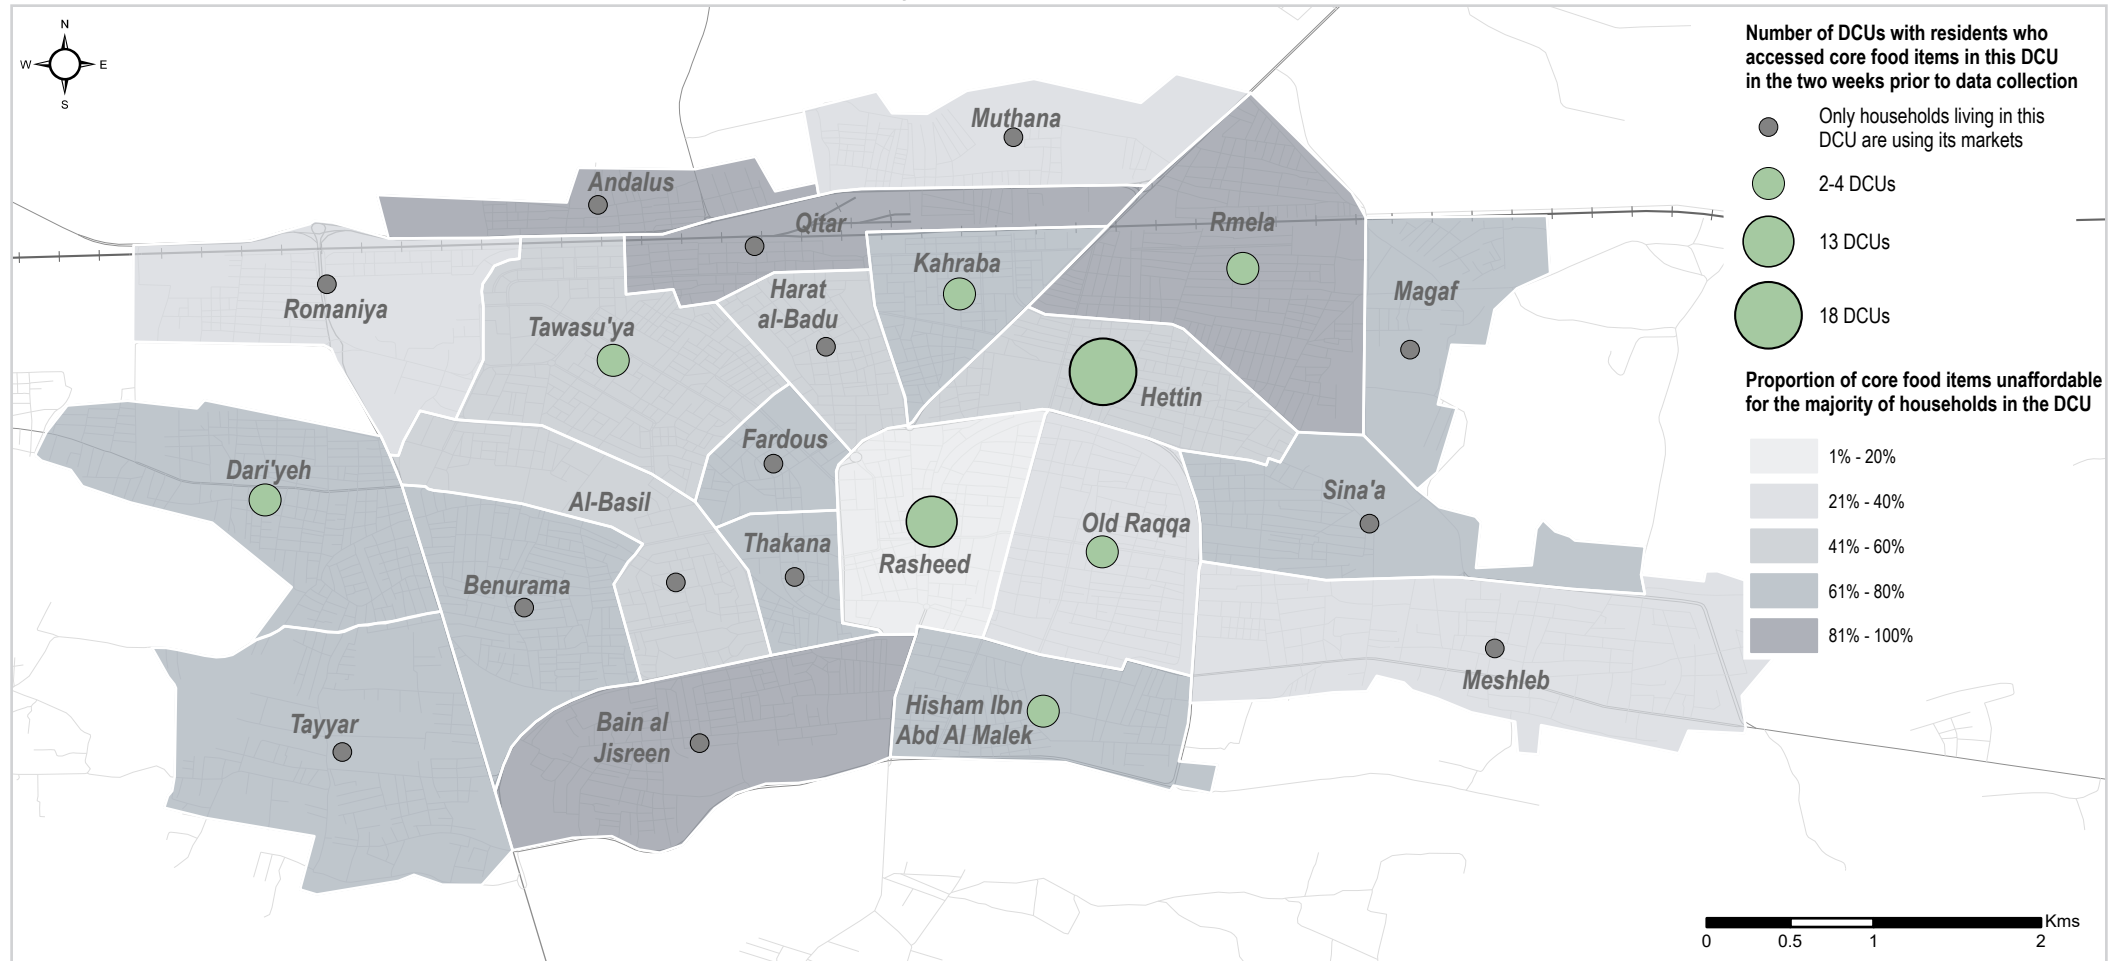 N
W
E
S
Number of DCUs with residents who
accessed core food items in this DCU
in the two weeks prior to data collection
Only households living in this
DCU are using its markets
2-4 DCUs
13 DCUs
18 DCUs
Proportion of core food items unaffordable
for the majority of households in the DCU
1% - 20%
21% - 40%
41% - 60%
61% - 80%
81% - 100%
Muthana
Andalus
Qitar
Rmela
Kahraba
Harat
al-Badu
Magaf
Romaniya
Tawasu'ya
Hettin
Fardous
Dari'yeh
Al-Basil
Sina'a
Old Raqqa
Thakana
Rasheed
Benurama
Meshleb
Hisham Ibn
Abd Al Malek
Tayyar
Bain al
Jisreen
Kms
0
0.5
1
2